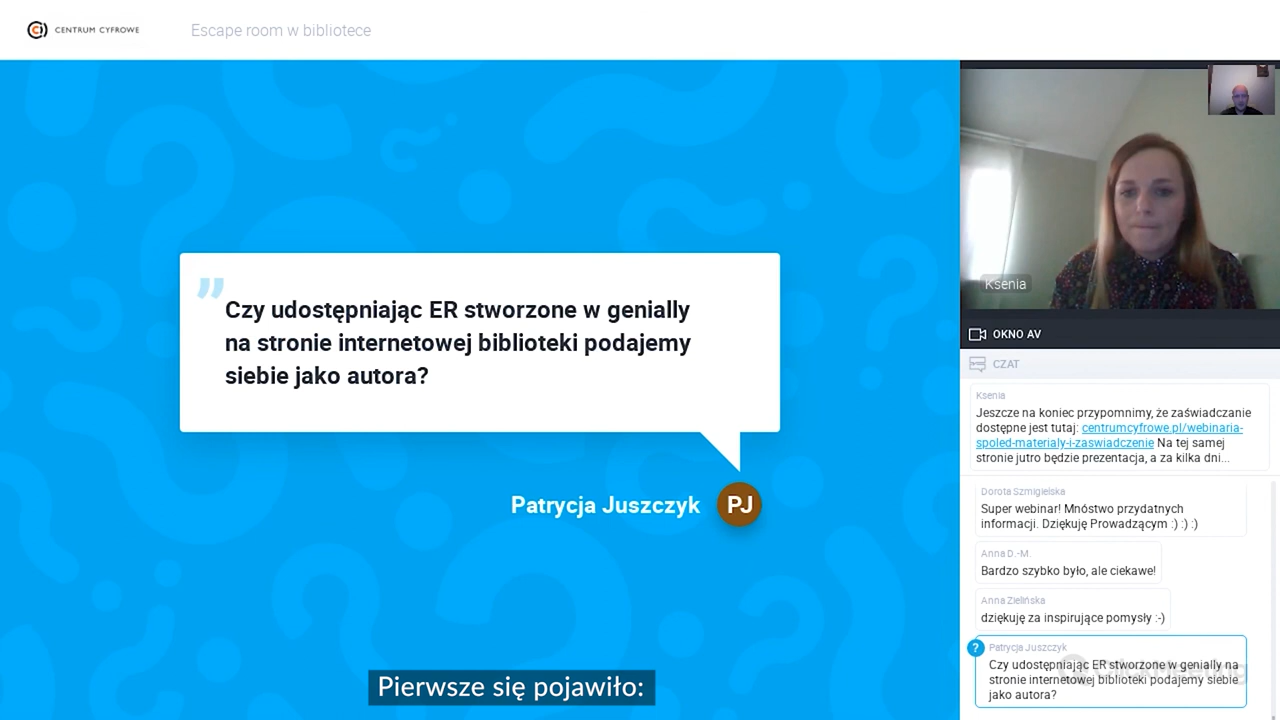 CENTRUM CYFROWE
Escape room w bibliotece
Czy udostępniając ER stworzone w genially
na stronie internetowej biblioteki podajemy
siebie jako autora?
Patrycja Juszczyk
PJ
Pierwsze się pojawiło:
Ksenia
OKNO AV
CZAT
Ksenia
Jeszcze na koniec przypomnimy, że zaświadczanie
dostępne jest tutaj: centrumcyfrowe.pl/webinaria-
spoled-materialy-i-zaswiadczenie Na tej samej
stronie jutro będzie prezentacja, a za kilka dni...
Dorota Szmigielska
Super webinar! Mnóstwo przydatnych
informacji. Dziękuję Prowadzącym :) :) :)
Anna D.-M.
Bardzo szybko było, ale ciekawe!
Anna Zielińska
dziękuję za inspirujące pomysły :-)
?
Patrycja Juszczyk
Czy udostępniając ER stworzone w genially na
stronie internetowej biblioteki podajemy siebie
jako autora?